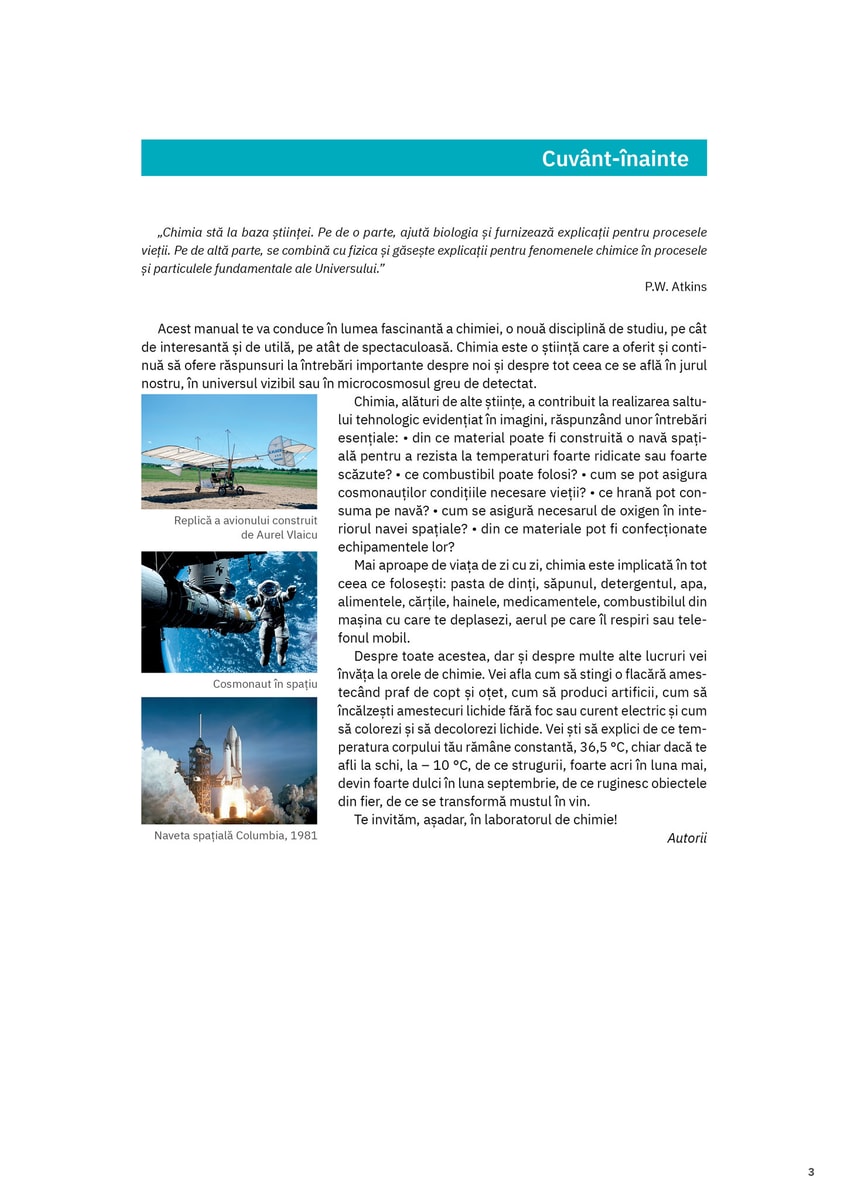 Cuvânt-înainte
„Chimia stă la baza științei. Pe de o parte, ajută biologia și furnizează explicații pentru procesele
vieții. Pe de altă parte, se combină cu fizica și găsește explicații pentru fenomenele chimice în procesele
și particulele fundamentale ale Universului.”
P.W. Atkins
Acest manual te va conduce în lumea fascinantă a chimiei, o nouă disciplină de studiu, pe cât
de interesantă și de utilă, pe atât de spectaculoasă. Chimia este o știință care a oferit și conti-
nuă să ofere răspunsuri la întrebări importante despre noi și despre tot ceea ce se află în jurul
nostru, în universul vizibil sau în microcosmosul greu de detectat.
Chimia, alături de alte științe, a contribuit la realizarea saltu-
lui tehnologic evidențiat în imagini, răspunzând unor întrebări
esențiale: • din ce material poate fi construită o navă spați-
ală pentru a rezista la temperaturi foarte ridicate sau foarte
scăzute? • ce combustibil poate folosi? • cum se pot asigura
cosmonauților condițiile necesare vieții? • ce hrană pot con-
suma pe navă? • cum se asigură necesarul de oxigen în inte-
riorul navei spațiale? • din ce materiale pot fi confecționate
echipamentele lor?
Mai aproape de viața de zi cu zi, chimia este implicată în tot
ceea ce folosești: pasta de dinți, săpunul, detergentul, apa,
alimentele, cărțile, hainele, medicamentele, combustibilul din
mașina cu care te deplasezi, aerul pe care îl respiri sau tele-
fonul mobil.
Despre toate acestea, dar și despre multe alte lucruri vei
învăța la orele de chimie. Vei afla cum să stingi o flacără ames-
tecând praf de copt și oțet, cum să produci artificii, cum să
încălzești amestecuri lichide fără foc sau curent electric și cum
să colorezi și să decolorezi lichide. Vei ști să explici de ce tem-
peratura corpului tău rămâne constantă, 36,5 °C, chiar dacă te
afli la schi, la – 10 °C, de ce strugurii, foarte acri în luna mai,
devin foarte dulci în luna septembrie, de ce ruginesc obiectele
din fier, de ce se transformă mustul în vin.
Te invităm, așadar, în laboratorul de chimie!
Autorii
Replică a avionului construit
de Aurel Vlaicu
Cosmonaut în spațiu
Naveta spațială Columbia, 1981
3